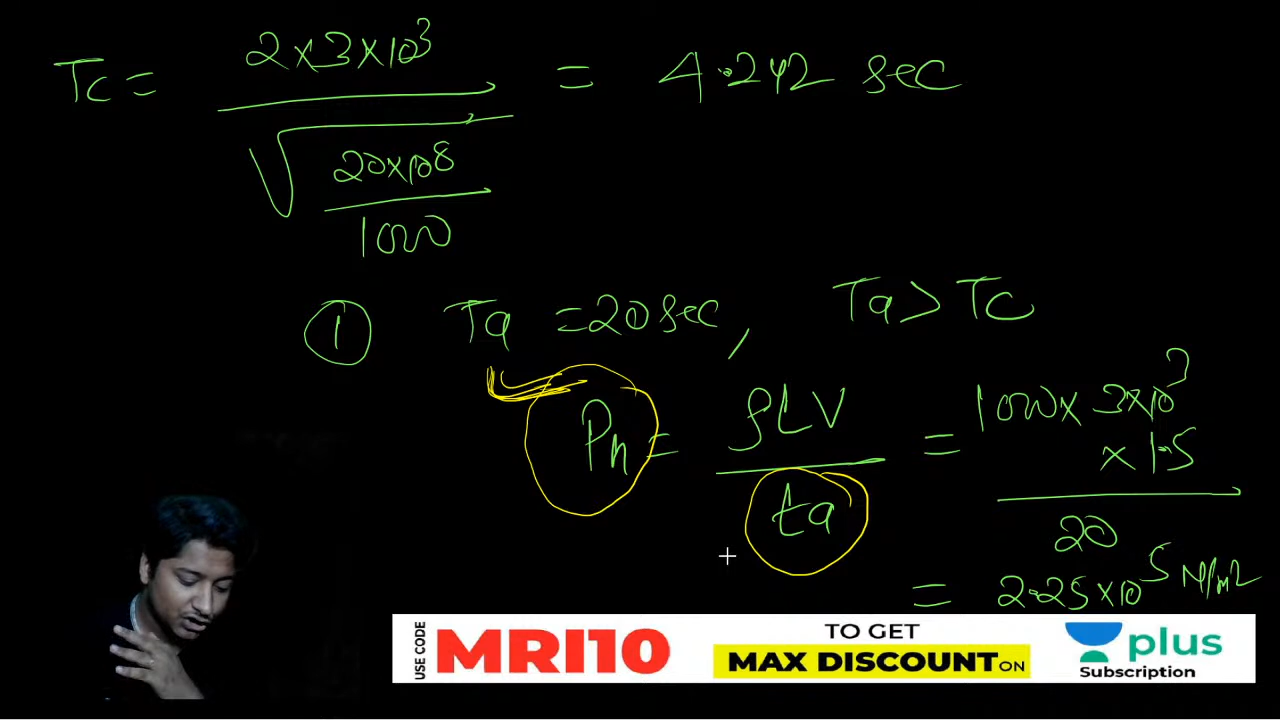 Tc = 2×3×10³ / √(20×10⁸ / 1000) = 4.242 sec
① Ta = 20 sec, Ta > Tc
Ph = ρLV / ta = 1000 × 3×10³ × 1.5 / 20
= 2.25×10⁵ N/m²
USE CODE
MRI10
TO GET
MAX DISCOUNT ON
plus
Subscription